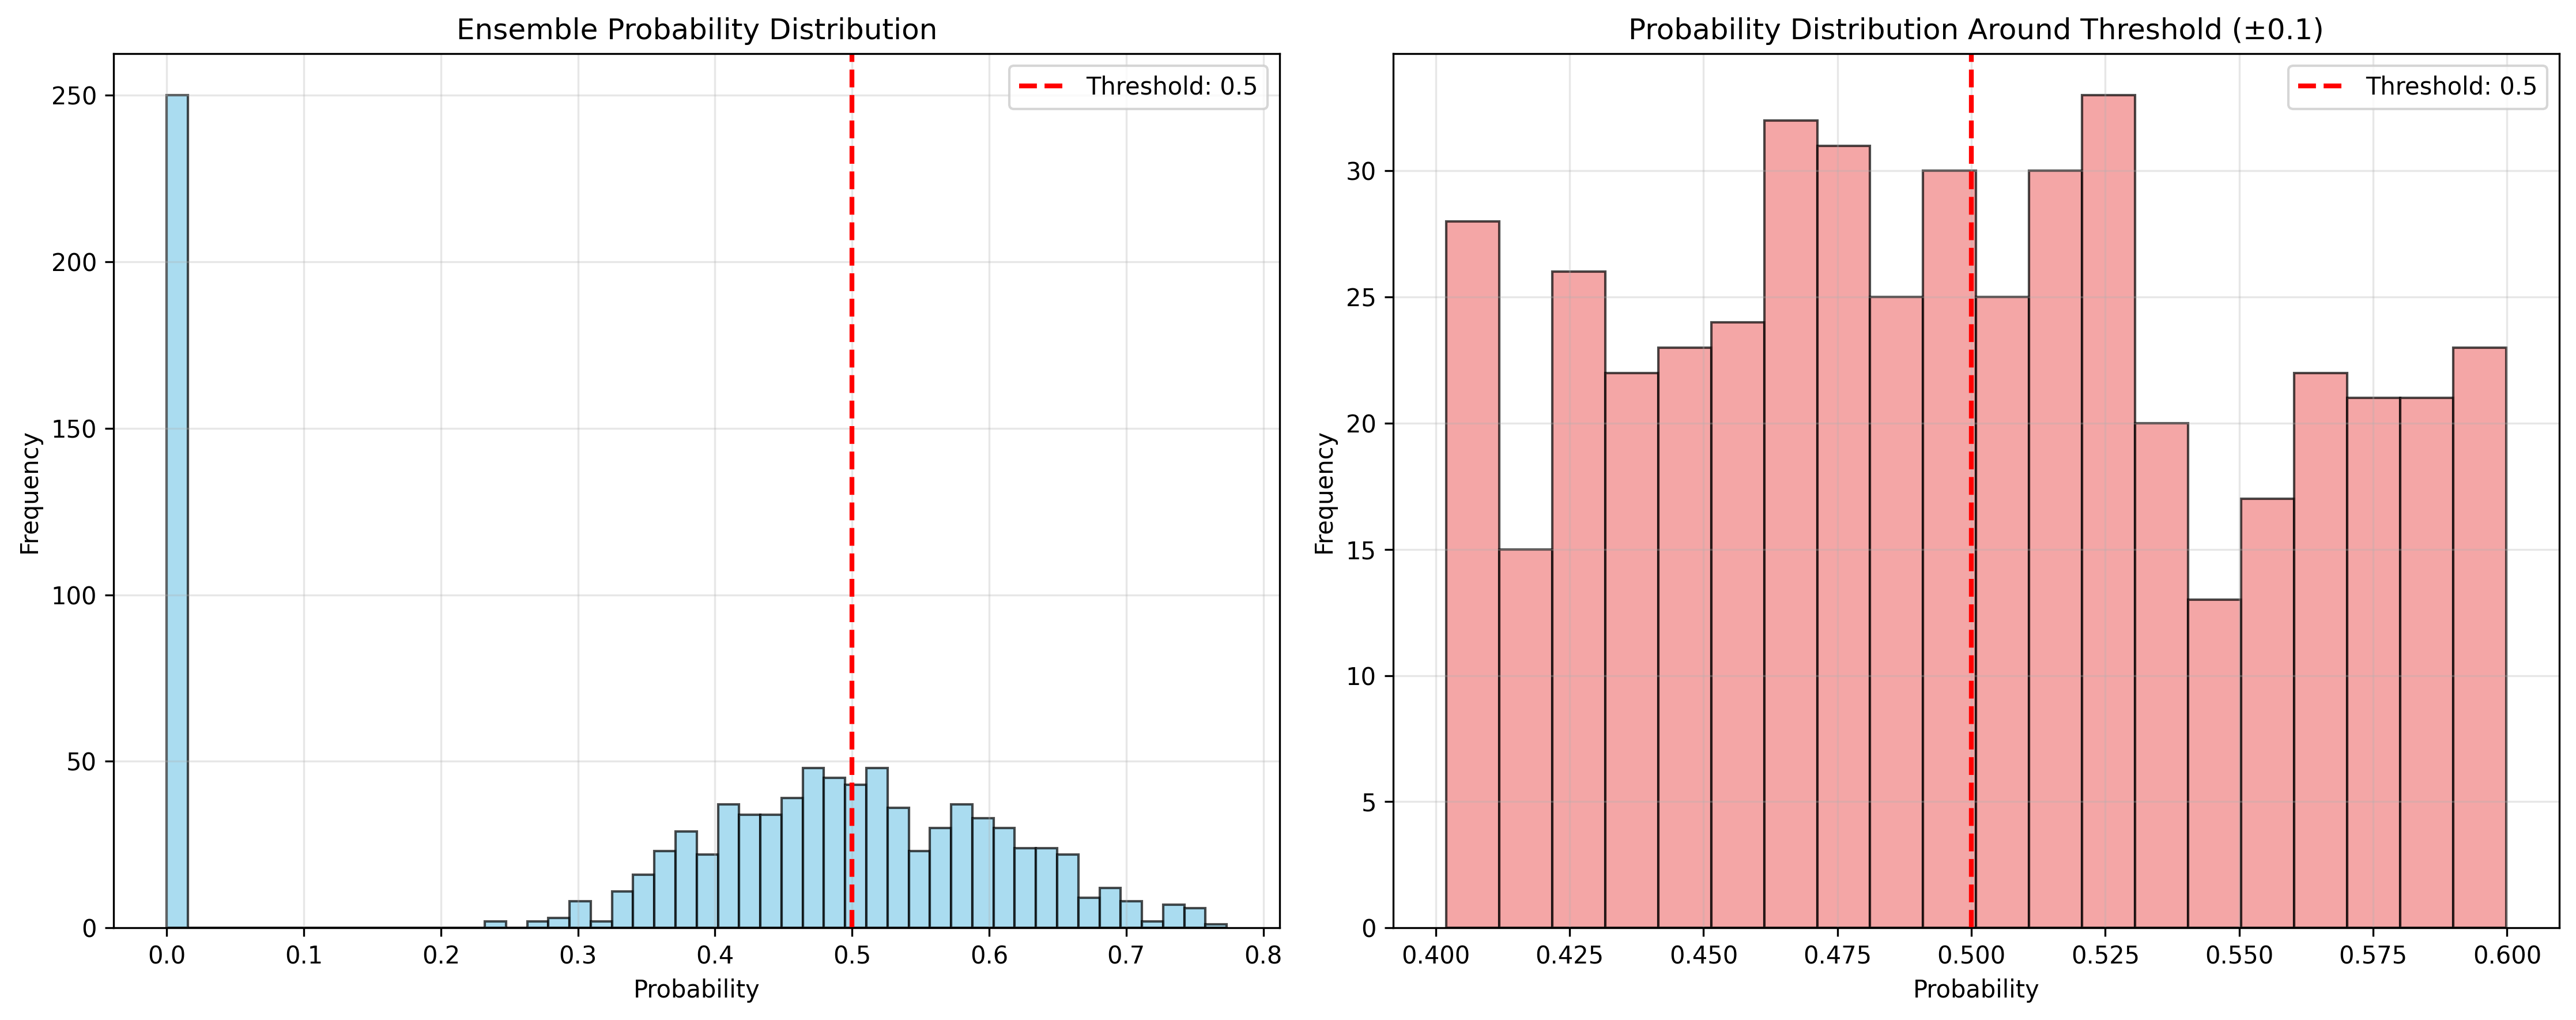 Ensemble Probability Distribution
Threshold: 0.5
250
200
150
100
50
0
Frequency
0.0 0.1 0.2 0.3 0.4 0.5 0.6 0.7 0.8
Probability
Probability Distribution Around Threshold (±0.1)
Threshold: 0.5
30
25
20
15
10
5
0
Frequency
0.400 0.425 0.450 0.475 0.500 0.525 0.550 0.575 0.600
Probability